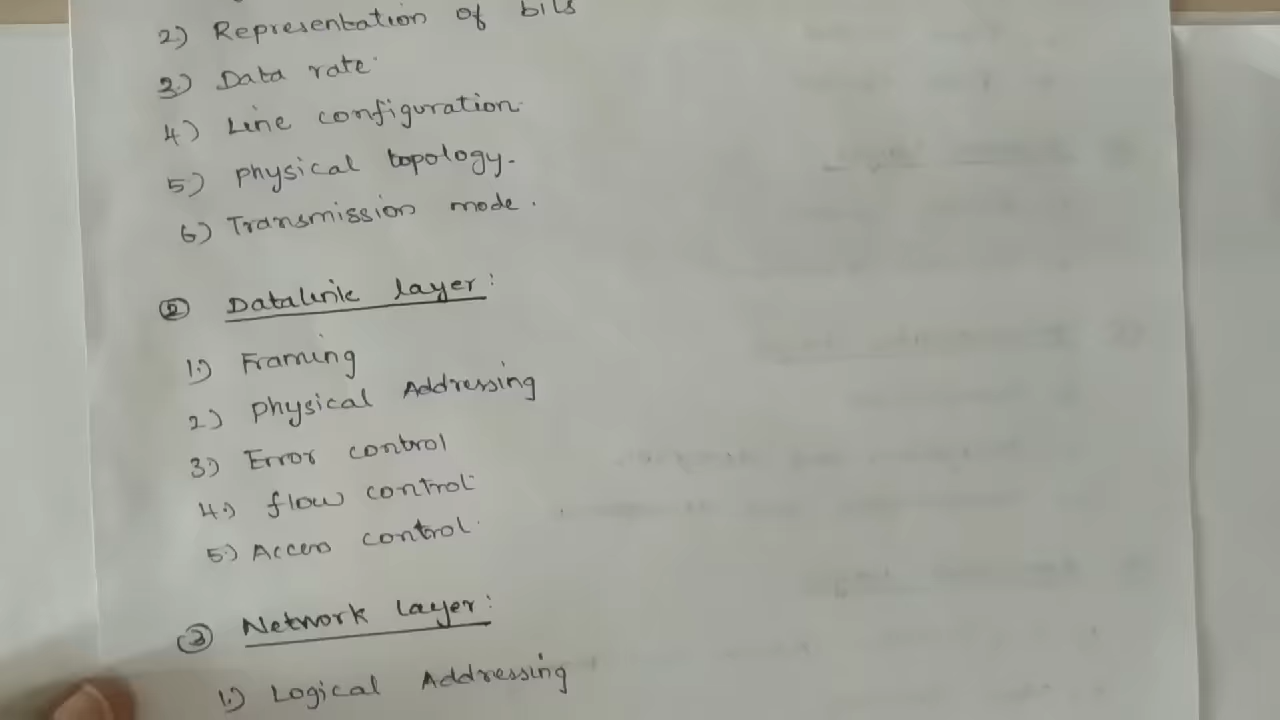 2) Representation of bits
3) Data rate.
4) Line configuration.
5) physical topology.
6) Transmission mode.
② Datalink layer:
1.) Framing
2) physical Addressing
3) Error control
4.) flow control.
5.) Access control.
③ Network layer:
1.) Logical Addressing